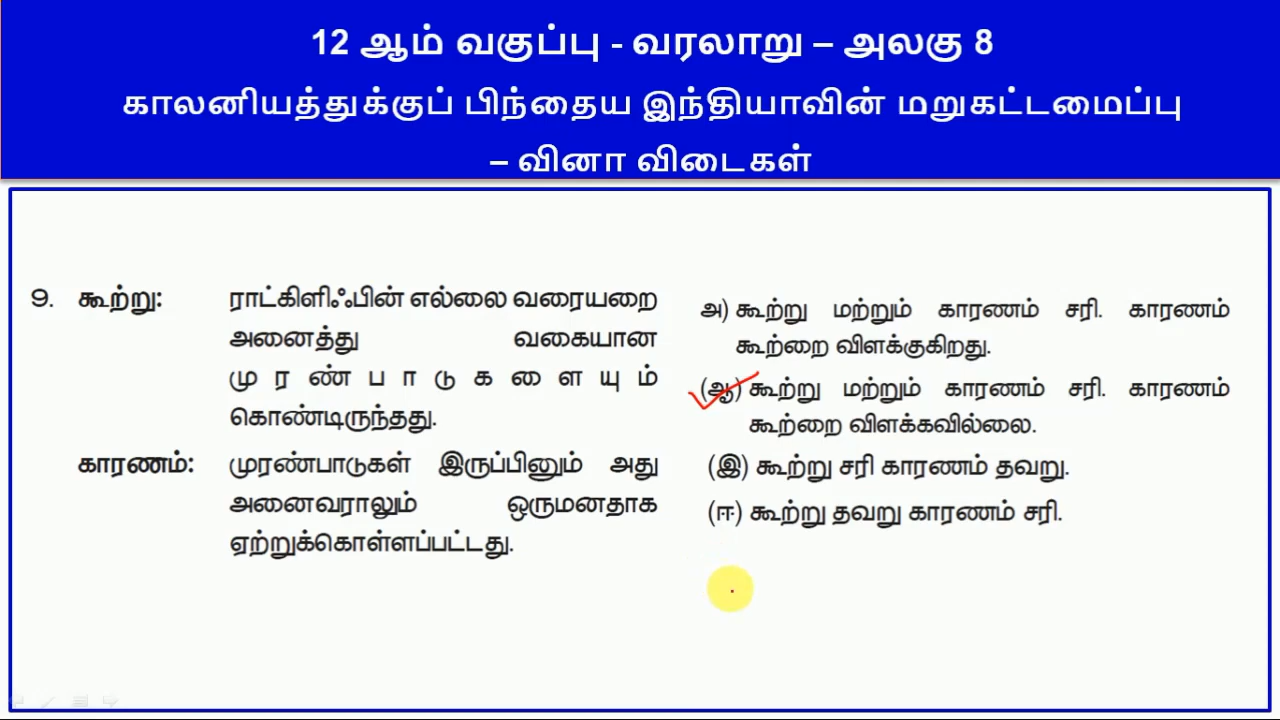 12 ஆம் வகுப்பு - வரலாறு – அலகு 8
காலனியத்துக்குப் பிந்தைய இந்தியாவின் மறுகட்டமைப்பு
– வினா விடைகள்
9. கூற்று: ராட்கிளிஃபின் எல்லை வரையறை
அனைத்து வகையான
முரண்பாடுகளையும்
கொண்டிருந்தது.
காரணம்: முரண்பாடுகள் இருப்பினும் அது
அனைவராலும் ஒருமனதாக
ஏற்றுக்கொள்ளப்பட்டது.
அ) கூற்று மற்றும் காரணம் சரி. காரணம்
கூற்றை விளக்குகிறது.
(ஆ) கூற்று மற்றும் காரணம் சரி. காரணம்
கூற்றை விளக்கவில்லை.
(இ) கூற்று சரி காரணம் தவறு.
(ஈ) கூற்று தவறு காரணம் சரி.